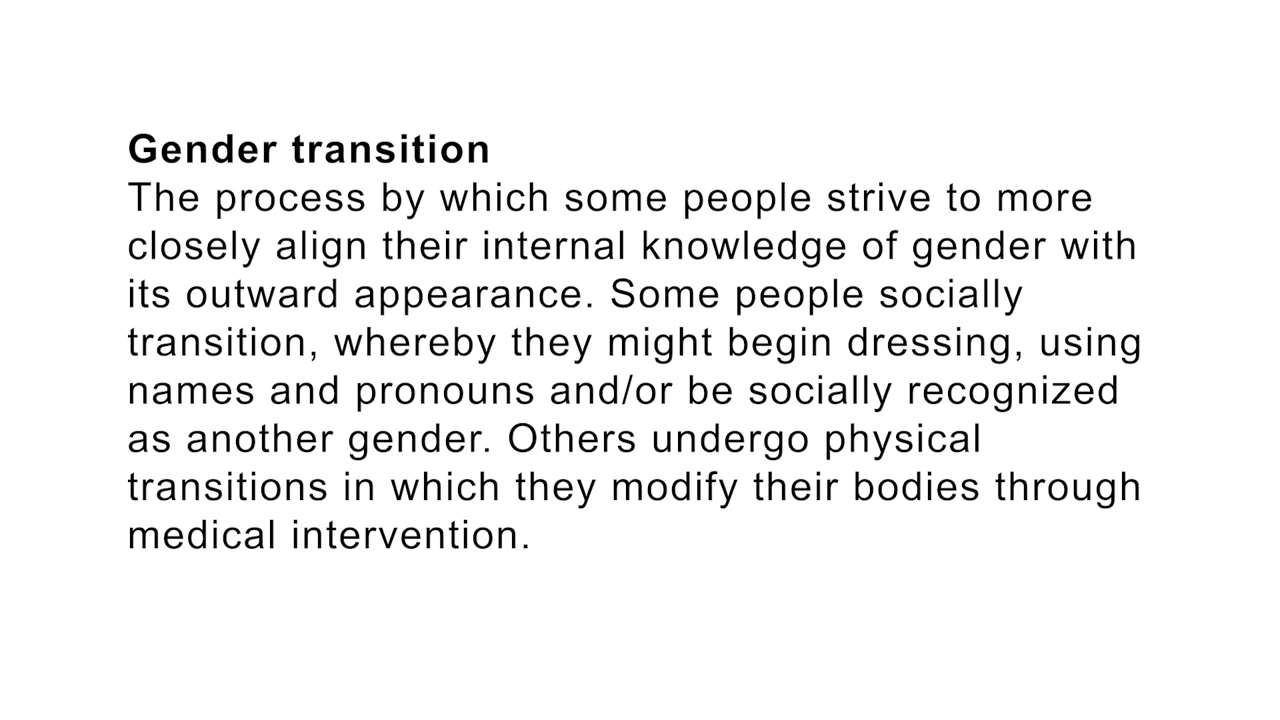 Gender transition
The process by which some people strive to more
closely align their internal knowledge of gender with
its outward appearance. Some people socially
transition, whereby they might begin dressing, using
names and pronouns and/or be socially recognized
as another gender. Others undergo physical
transitions in which they modify their bodies through
medical intervention.